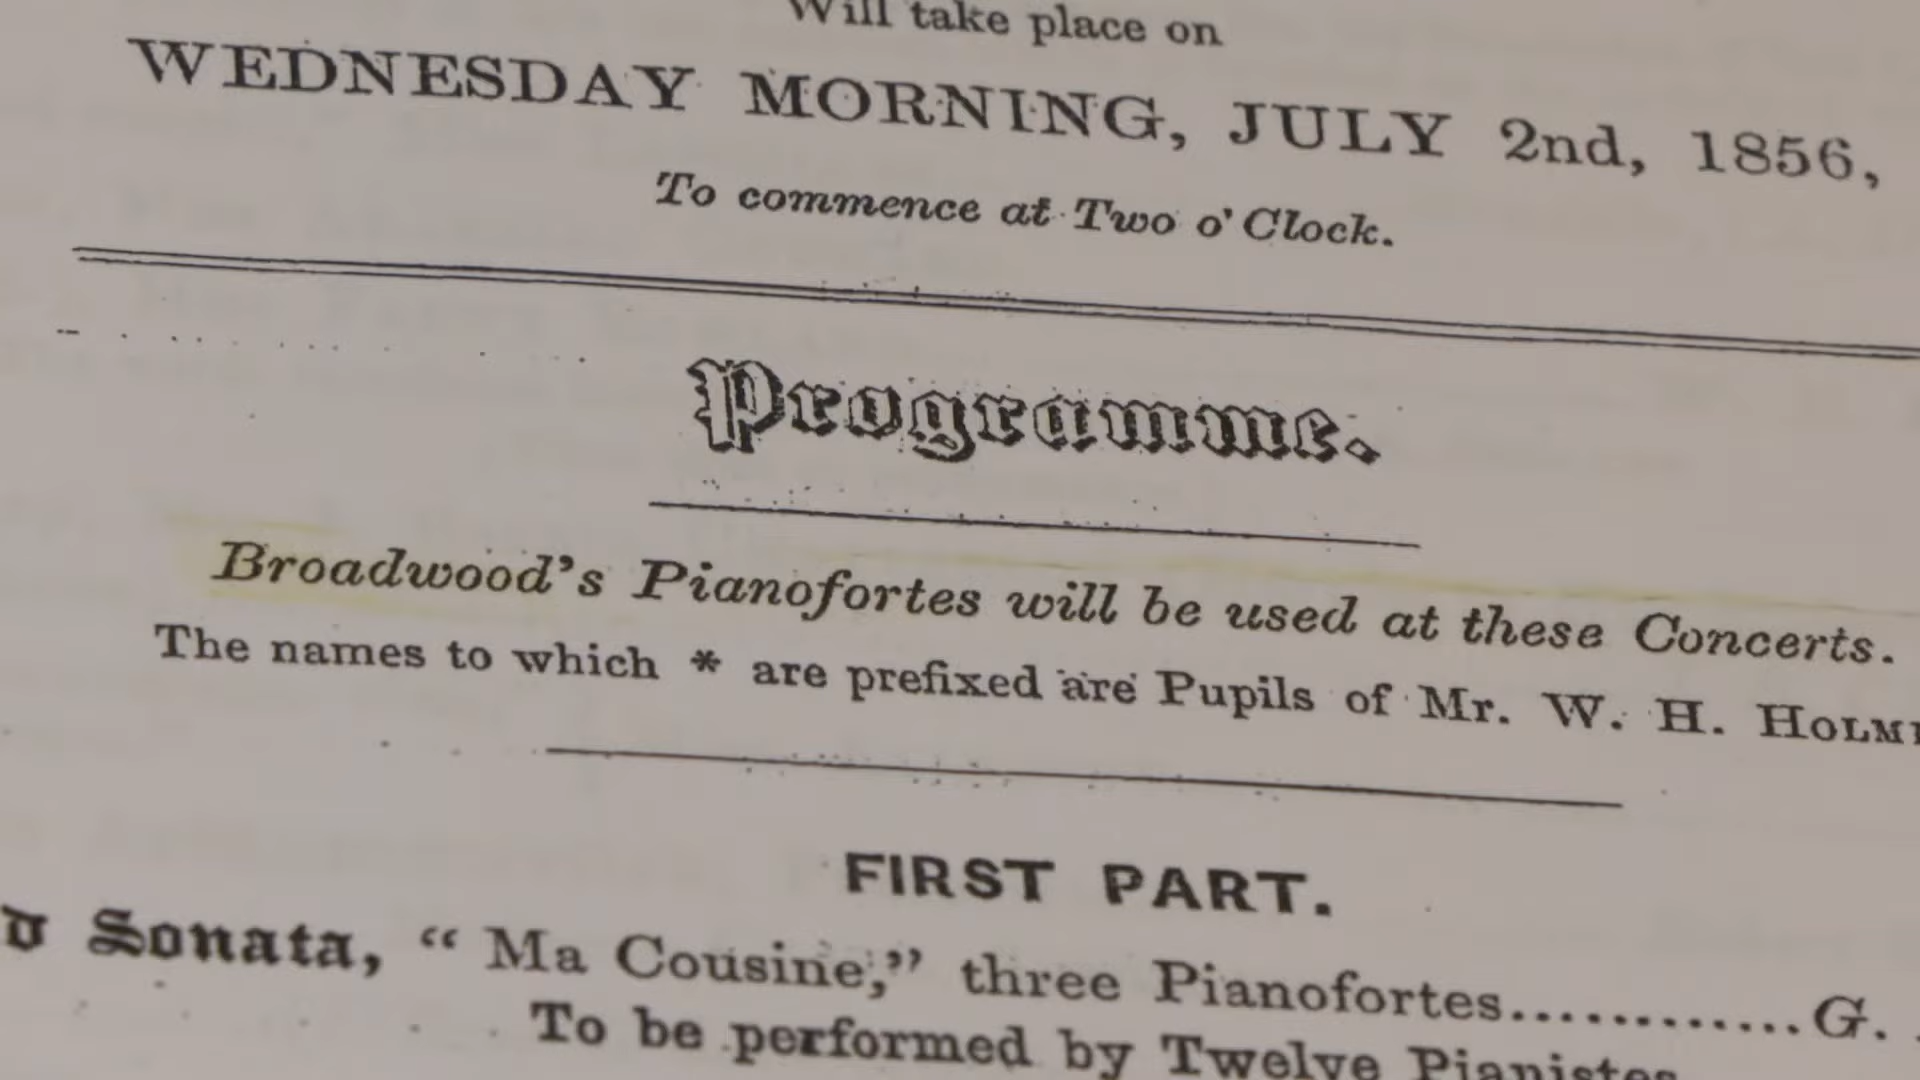 Will take place on
WEDNESDAY MORNING, JULY 2nd, 1856,
To commence at Two o'Clock.
Programme.
Broadwood's Pianofortes will be used at these Concerts.
The names to which * are prefixed are Pupils of Mr. W. H.
FIRST PART.
Sonata, "Ma Cousine," three Pianofortes............G.
To be performed by Twelve Pianistes